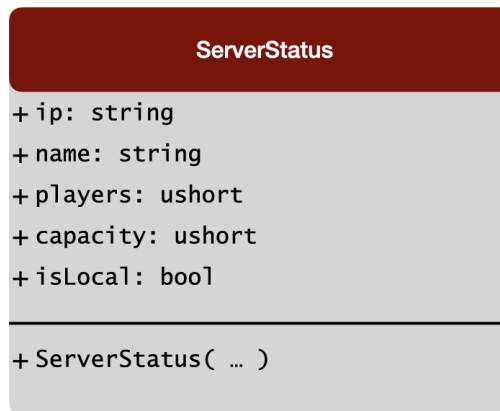 ServerStatus
+ ip: string
+ name: string
+ players: ushort
+ capacity: ushort
+ isLocal: bool
+ ServerStatus( … )